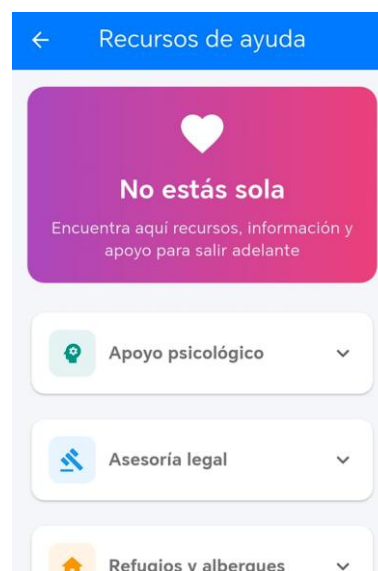 Recursos de ayuda
No estás sola
Encuentra aquí recursos, información y
apoyo para salir adelante
Apoyo psicológico
Asesoría legal
Refugios y albergues